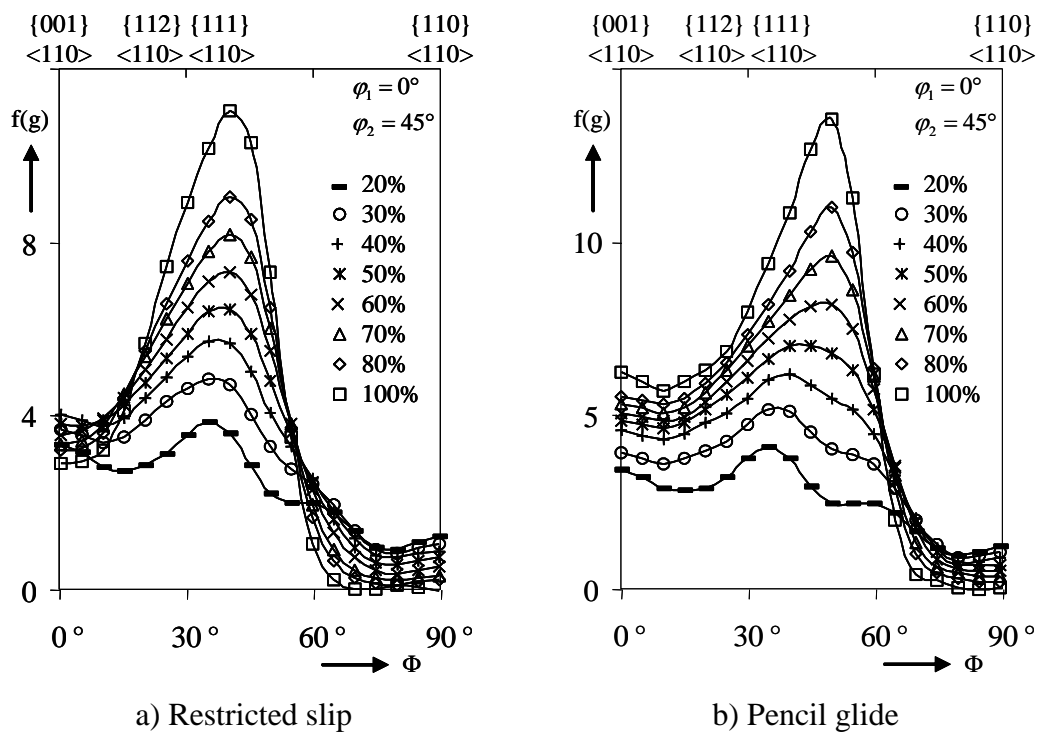 {001} {112} {111} {110}
<110> <110> <110> <110>
φ₁ = 0°
f(g)
φ₂ = 45°
20%
30%
8
40%
50%
60%
70%
80%
4
100%
0
0° 30° 60° 90°
Φ
a) Restricted slip
{001} {112} {111} {110}
<110> <110> <110> <110>
φ₁ = 0°
f(g)
φ₂ = 45°
20%
30%
10
40%
50%
60%
70%
80%
5
100%
0
0° 30° 60° 90°
Φ
b) Pencil glide